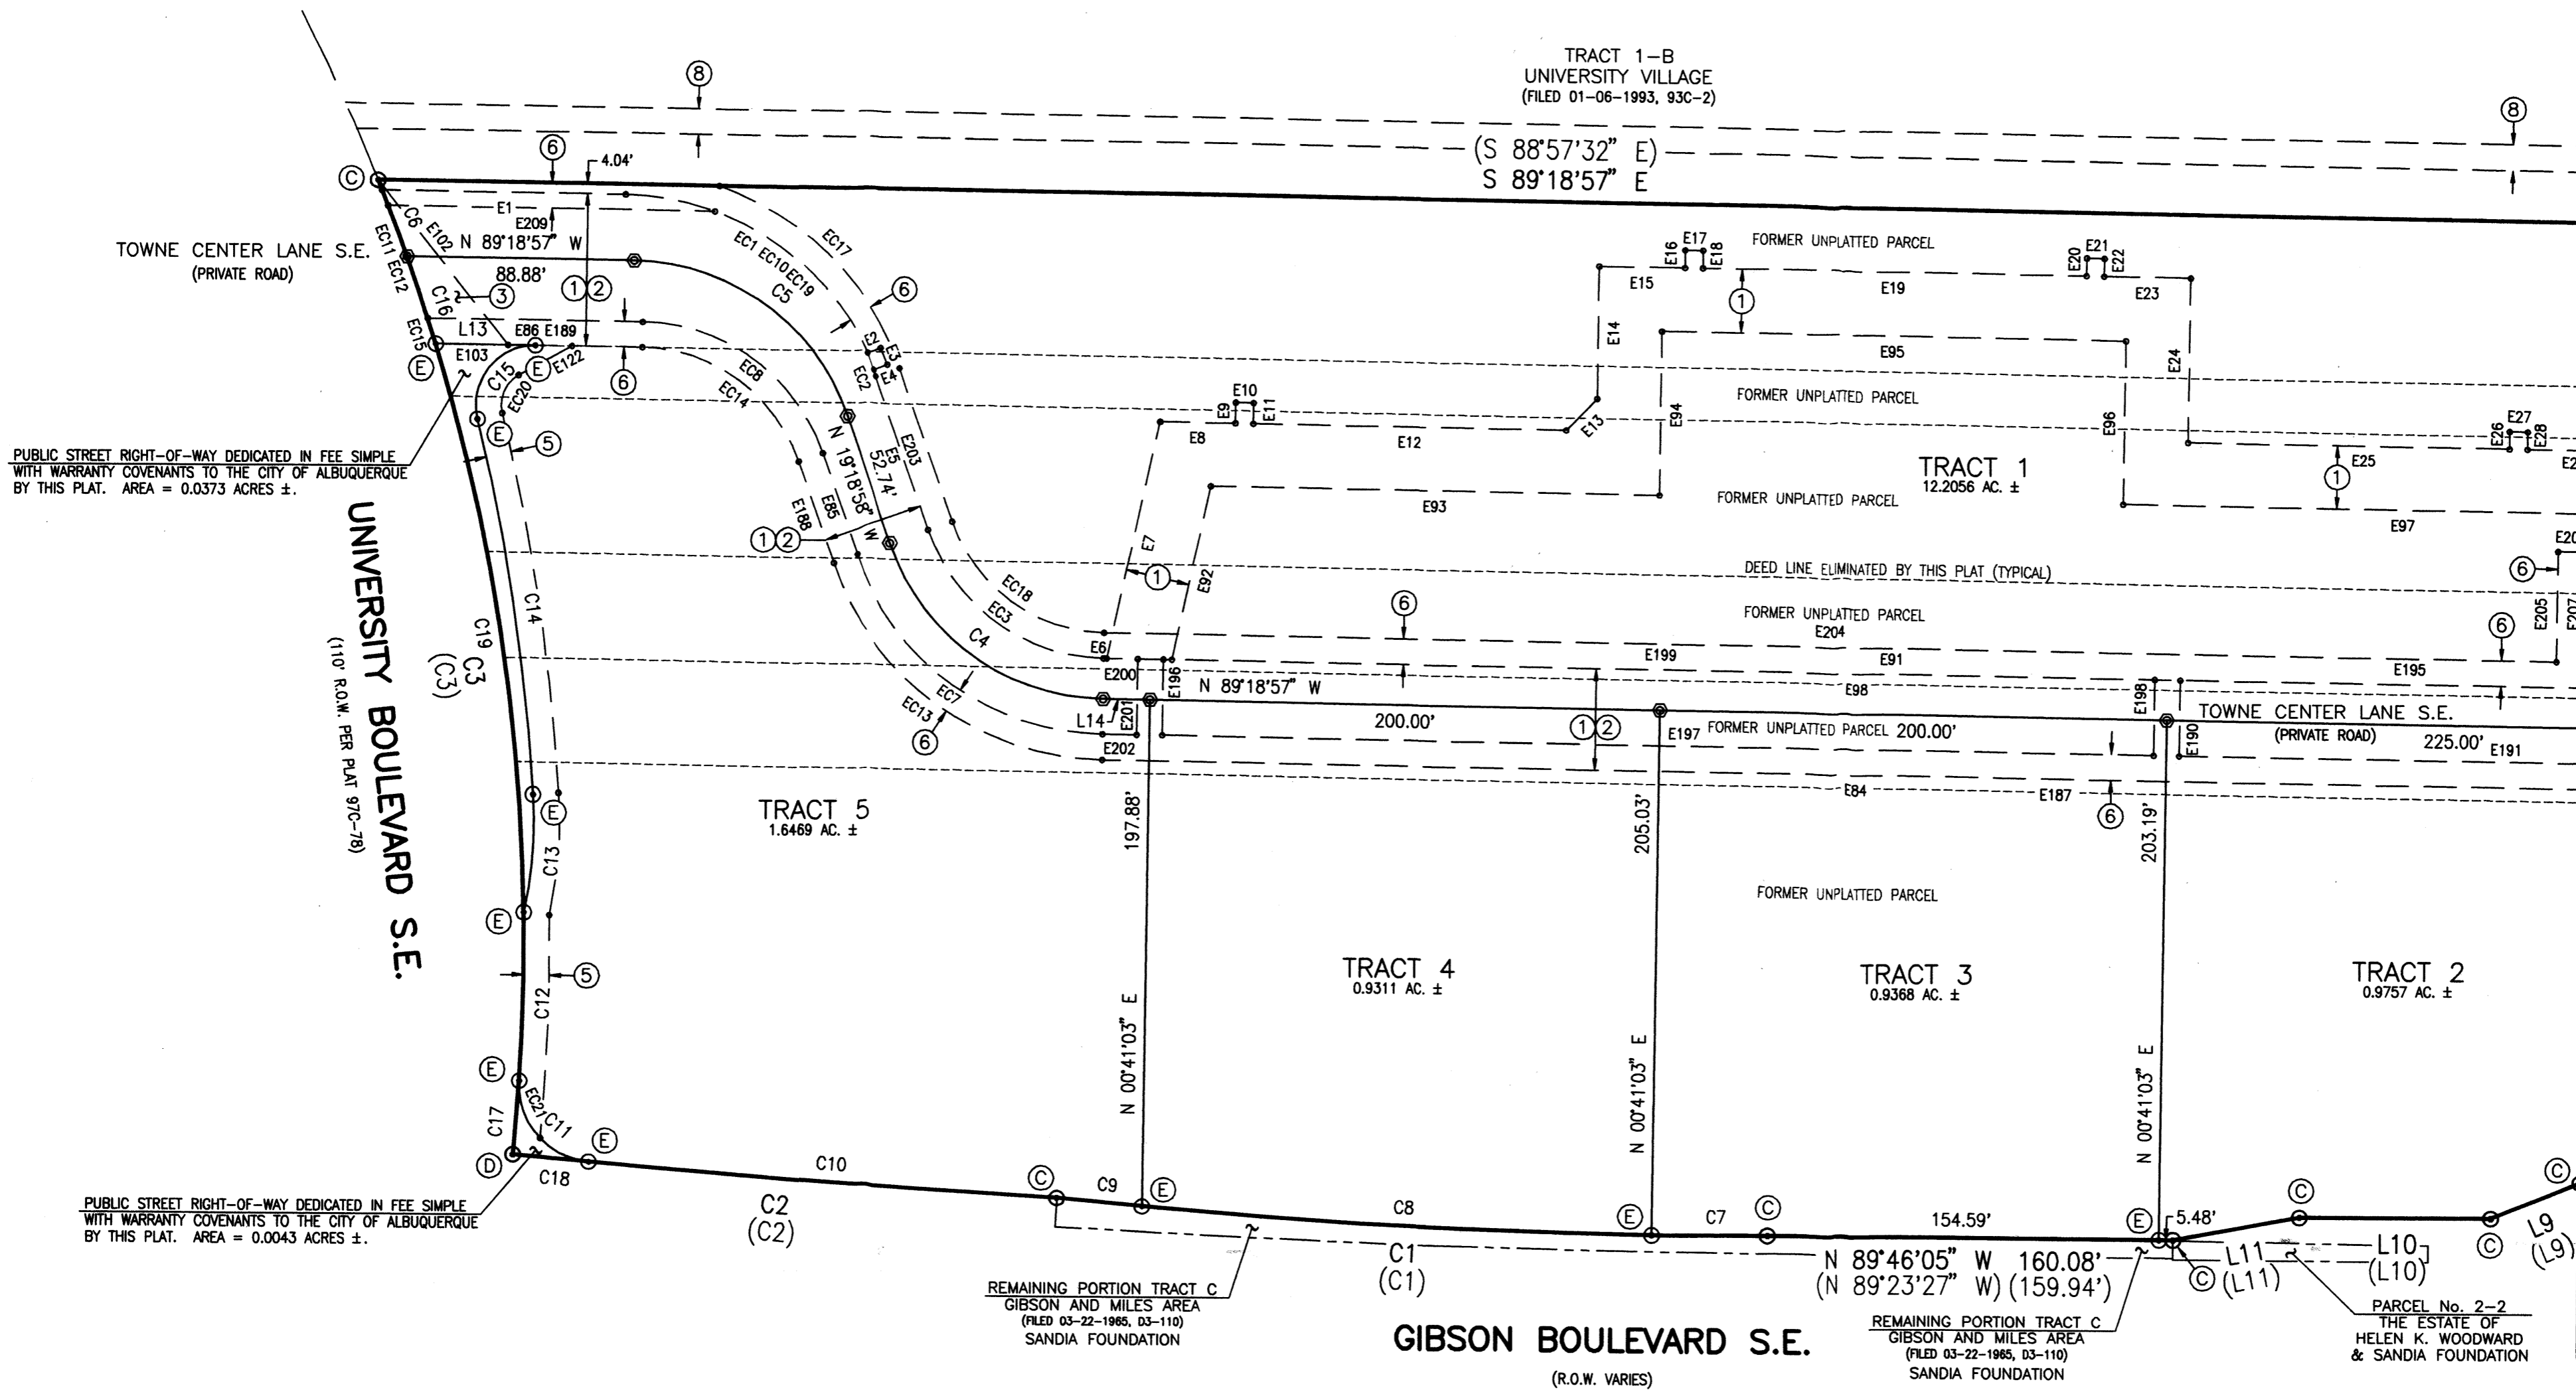 TRACT 1-B
UNIVERSITY VILLAGE
(FILED 01-06-1993, 93C-2)
8
8
(S 88°57'32" E)
S 89°18'57" E
6
4.04'
C
E1
E209
C6
E102
EC11
EC12
N 89°18'57" W
88.88'
TOWNE CENTER LANE S.E.
(PRIVATE ROAD)
C16
3
1 2
EC1
EC10
EC19
EC17
C5
6
EC15
L13
E86
E189
E103
E
E122
C15
EC20
E
E
6
5
EC8
EC14
E2
E3
E4
EC2
E203
E5
N 19°18'58" W
52.74'
E188
E85
1 2
PUBLIC STREET RIGHT-OF-WAY DEDICATED IN FEE SIMPLE
WITH WARRANTY COVENANTS TO THE CITY OF ALBUQUERQUE
BY THIS PLAT. AREA = 0.0373 ACRES ±.
UNIVERSITY BOULEVARD S.E.
(110' R.O.W. PER PLAT 97C-78)
C19
C3
(C3)
C14
C13
C12
E
E
5
E
C17
EC21
C11
E
D
C18
C10
C2
(C2)
PUBLIC STREET RIGHT-OF-WAY DEDICATED IN FEE SIMPLE
WITH WARRANTY COVENANTS TO THE CITY OF ALBUQUERQUE
BY THIS PLAT. AREA = 0.0043 ACRES ±.
FORMER UNPLATTED PARCEL
E16
E17
E18
E15
1
E19
E20
E21
E22
E23
E14
E95
E24
E9
E10
E11
E8
E12
E13
FORMER UNPLATTED PARCEL
E94
E96
TRACT 1
12.2056 AC. ±
E26
E27
E28
E25
1
E93
FORMER UNPLATTED PARCEL
E97
E7
1
E92
DEED LINE ELIMINATED BY THIS PLAT (TYPICAL)
6
E205
E207
EC18
EC3
C4
6
FORMER UNPLATTED PARCEL
E204
6
E6
E199
E91
E195
E200
E196
N 89°18'57" W
E98
E198
EC7
EC13
6
L14
E201
E202
200.00'
1 2
E197
FORMER UNPLATTED PARCEL
200.00'
TOWNE CENTER LANE S.E.
(PRIVATE ROAD)
E190
225.00'
E191
E84
E187
6
TRACT 5
1.6469 AC. ±
197.88'
205.03'
203.19'
FORMER UNPLATTED PARCEL
TRACT 4
0.9311 AC. ±
TRACT 3
0.9368 AC. ±
TRACT 2
0.9757 AC. ±
N 00°41'03" E
N 00°41'03" E
N 00°41'03" E
C
C9
E
C8
E
C7
C
154.59'
E
5.48'
C
C
C
C
L9
(L9)
C1
(C1)
N 89°46'05" W 160.08'
(N 89°23'27" W) (159.94')
L11
(L11)
L10
(L10)
REMAINING PORTION TRACT C
GIBSON AND MILES AREA
(FILED 03-22-1965, D3-110)
SANDIA FOUNDATION
GIBSON BOULEVARD S.E.
(R.O.W. VARIES)
REMAINING PORTION TRACT C
GIBSON AND MILES AREA
(FILED 03-22-1965, D3-110)
SANDIA FOUNDATION
PARCEL No. 2-2
THE ESTATE OF
HELEN K. WOODWARD
& SANDIA FOUNDATION